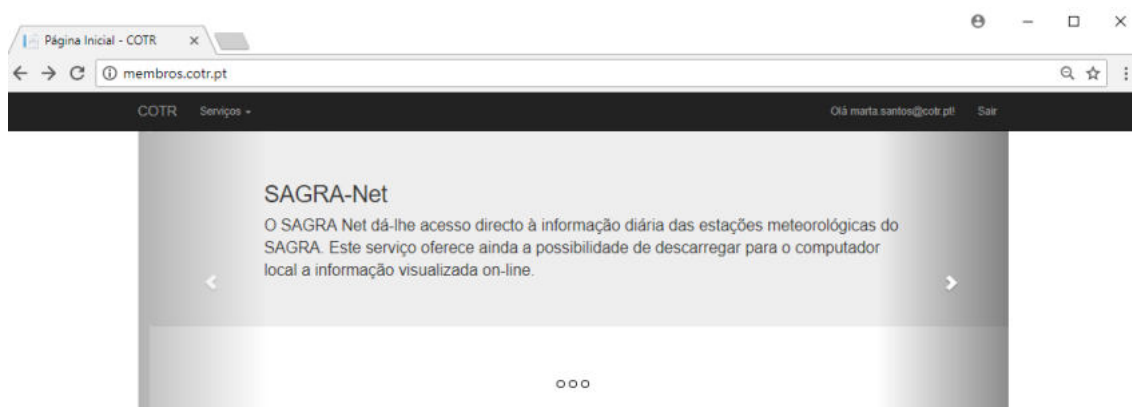 Página Inicial - COTR
membros.cotr.pt
COTR Serviços Olá marta.santos@cotr.pt! Sair
SAGRA-Net
O SAGRA Net dá-lhe acesso directo à informação diária das estações meteorológicas do
SAGRA. Este serviço oferece ainda a possibilidade de descarregar para o computador
local a informação visualizada on-line.